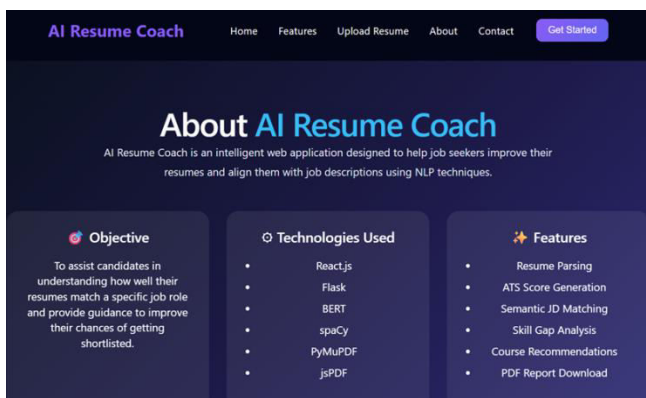 AI Resume Coach
Home Features Upload Resume About Contact Get Started
About AI Resume Coach
AI Resume Coach is an intelligent web application designed to help job seekers improve their
resumes and align them with job descriptions using NLP techniques.
🎯 Objective
To assist candidates in
understanding how well their
resumes match a specific job role
and provide guidance to improve
their chances of getting
shortlisted.
⚙ Technologies Used
• React.js
• Flask
• BERT
• spaCy
• PyMuPDF
• jsPDF
✨ Features
• Resume Parsing
• ATS Score Generation
• Semantic JD Matching
• Skill Gap Analysis
• Course Recommendations
• PDF Report Download